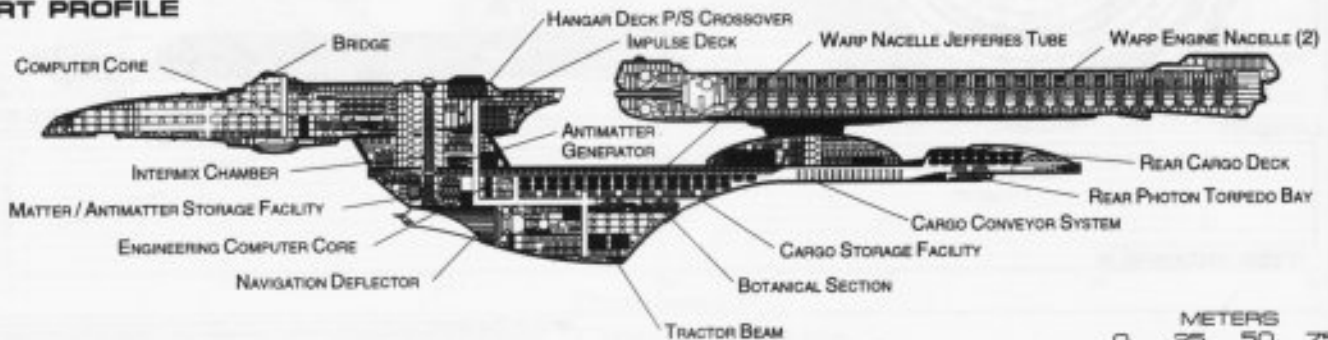 RT PROFILE
HANGAR DECK P/S CROSSOVER
BRIDGE
IMPULSE DECK
WARP NACELLE JEFFERIES TUBE
WARP ENGINE NACELLE (2)
COMPUTER CORE
ANTIMATTER
GENERATOR
INTERMIX CHAMBER
REAR CARGO DECK
MATTER / ANTIMATTER STORAGE FACILITY
REAR PHOTON TORPEDO BAY
CARGO CONVEYOR SYSTEM
ENGINEERING COMPUTER CORE
CARGO STORAGE FACILITY
NAVIGATION DEFLECTOR
BOTANICAL SECTION
TRACTOR BEAM
METERS
0 25 50 75